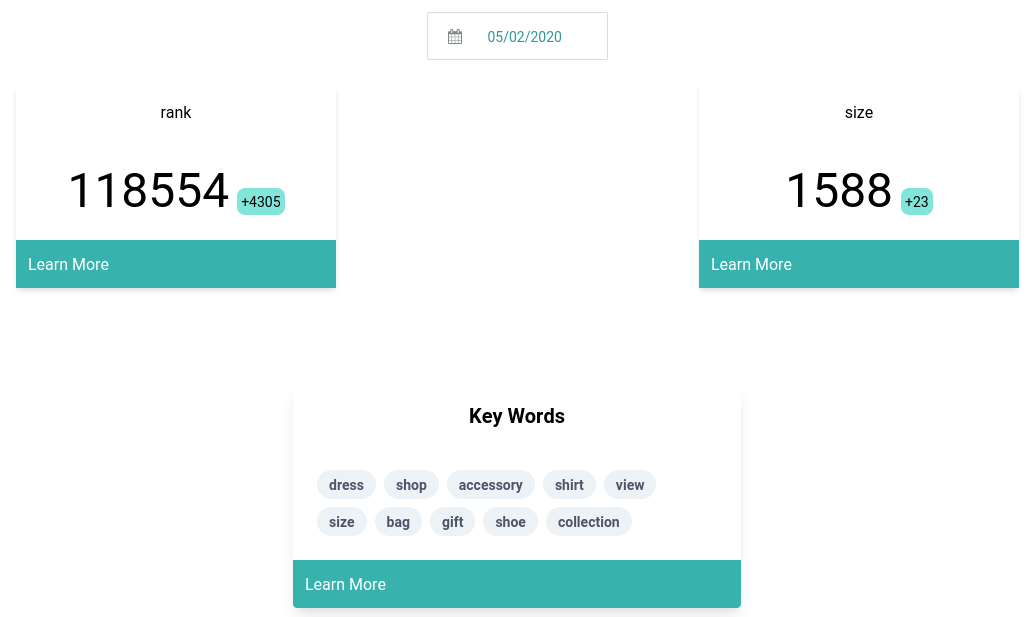 05/02/2020
rank
118554 +4305
Learn More
size
1588 +23
Learn More
Key Words
dress shop accessory shirt view
size bag gift shoe collection
Learn More